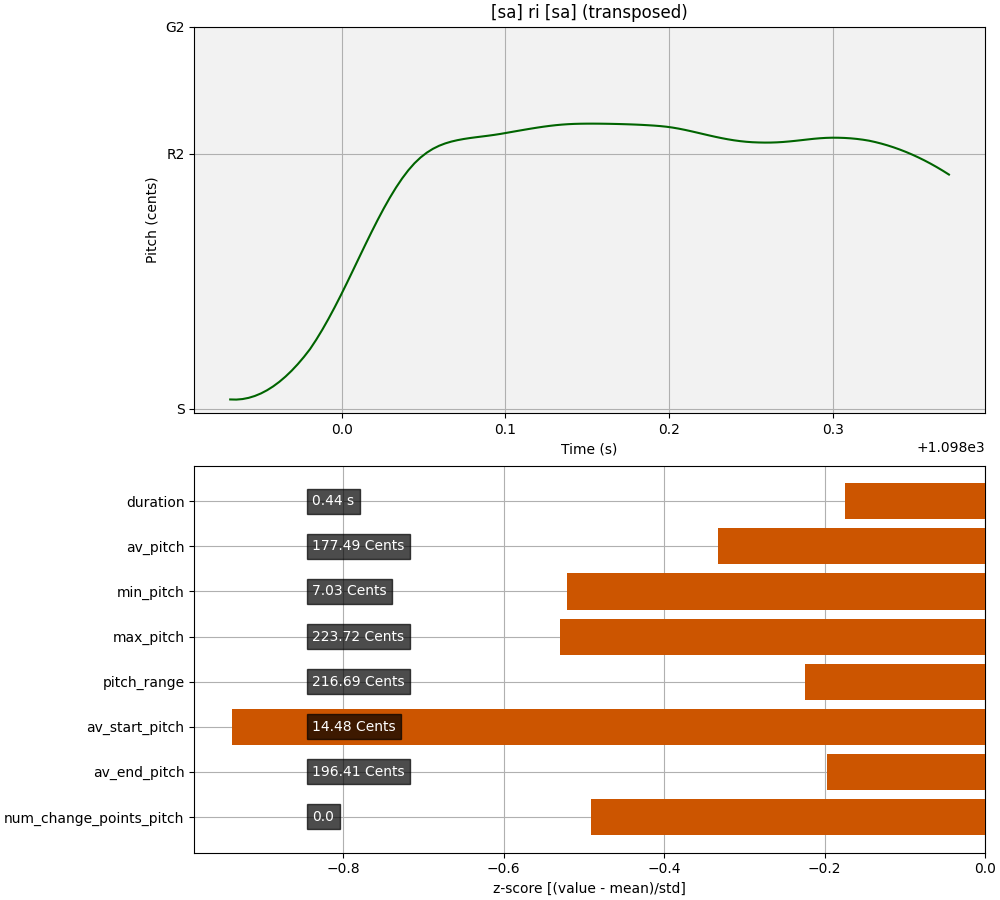 [sa] ri [sa] (transposed)
G2
R2
S
Pitch (cents)
0.0
0.1
0.2
0.3
Time (s)
+1.098e3
duration
0.44 s
av_pitch
177.49 Cents
min_pitch
7.03 Cents
max_pitch
223.72 Cents
pitch_range
216.69 Cents
av_start_pitch
14.48 Cents
av_end_pitch
196.41 Cents
num_change_points_pitch
0.0
−0.8
−0.6
−0.4
−0.2
0.0
z-score [(value - mean)/std]